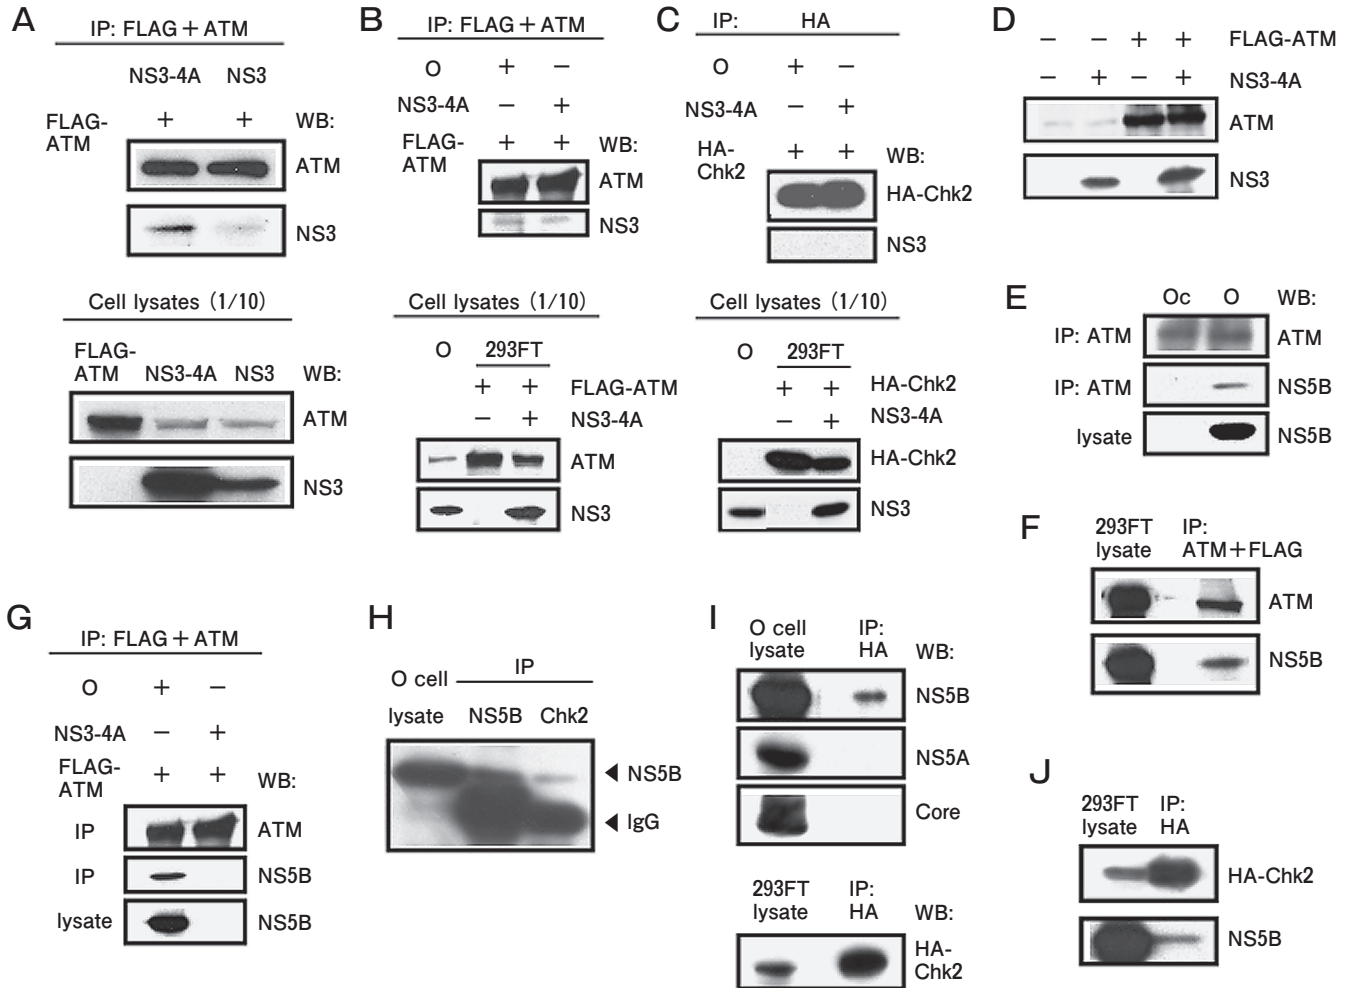 A
IP: FLAG + ATM
NS3-4A NS3
FLAG-ATM + + WB:
ATM
NS3
Cell lysates (1/10)
FLAG-ATM NS3-4A NS3 WB:
ATM
NS3
B
IP: FLAG + ATM
O + −
NS3-4A − +
FLAG-ATM + + WB:
ATM
NS3
Cell lysates (1/10)
O 293FT
+ + FLAG-ATM
− + NS3-4A
ATM
NS3
C
IP: HA
O + −
NS3-4A − +
HA-Chk2 + + WB:
HA-Chk2
NS3
Cell lysates (1/10)
O 293FT
+ + HA-Chk2
− + NS3-4A
HA-Chk2
NS3
D
− − + + FLAG-ATM
− + − + NS3-4A
ATM
NS3
E
Oc O WB:
IP: ATM ATM
IP: ATM NS5B
lysate NS5B
F
293FT IP:
lysate ATM+FLAG
ATM
NS5B
G
IP: FLAG + ATM
O + −
NS3-4A − +
FLAG-ATM + + WB:
IP ATM
IP NS5B
lysate NS5B
H
O cell IP
lysate NS5B Chk2
◀ NS5B
◀ IgG
I
O cell IP:
lysate HA WB:
NS5B
NS5A
Core
293FT IP:
lysate HA WB:
HA-Chk2
J
293FT IP:
lysate HA
HA-Chk2
NS5B